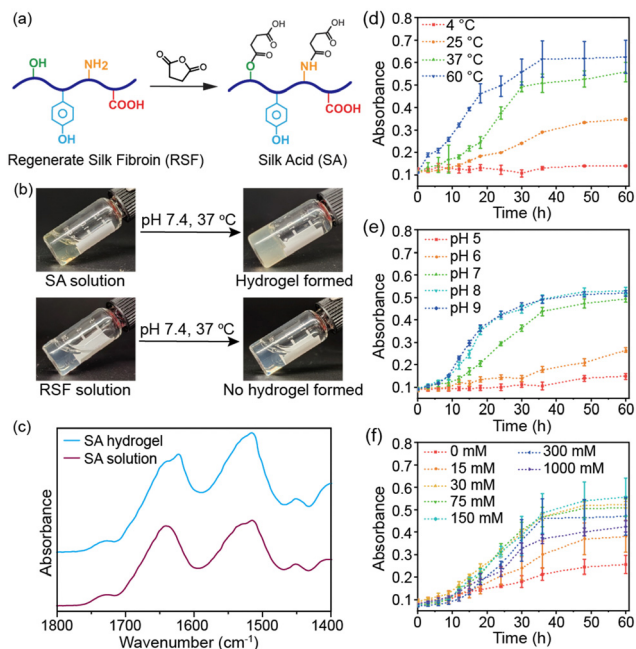 (a)
OH
NH2
COOH
OH
Regenerate Silk Fibroin (RSF)
O
O
O
OH
O
O
O
OH
O
O
NH
COOH
OH
Silk Acid (SA)
(b)
pH 7.4, 37 °C
SA solution
Hydrogel formed
pH 7.4, 37 °C
RSF solution
No hydrogel formed
(c)
SA hydrogel
SA solution
Absorbance
1800
1700
1600
1500
1400
Wavenumber (cm-1)
(d)
4 °C
25 °C
37 °C
60 °C
Absorbance
0.8
0.7
0.6
0.5
0.4
0.3
0.2
0.1
0 10 20 30 40 50 60
Time (h)
(e)
pH 5
pH 6
pH 7
pH 8
pH 9
Absorbance
0.8
0.7
0.6
0.5
0.4
0.3
0.2
0.1
0 10 20 30 40 50 60
Time (h)
(f)
0 mM
15 mM
30 mM
75 mM
150 mM
300 mM
1000 mM
Absorbance
0.8
0.7
0.6
0.5
0.4
0.3
0.2
0.1
0 10 20 30 40 50 60
Time (h)